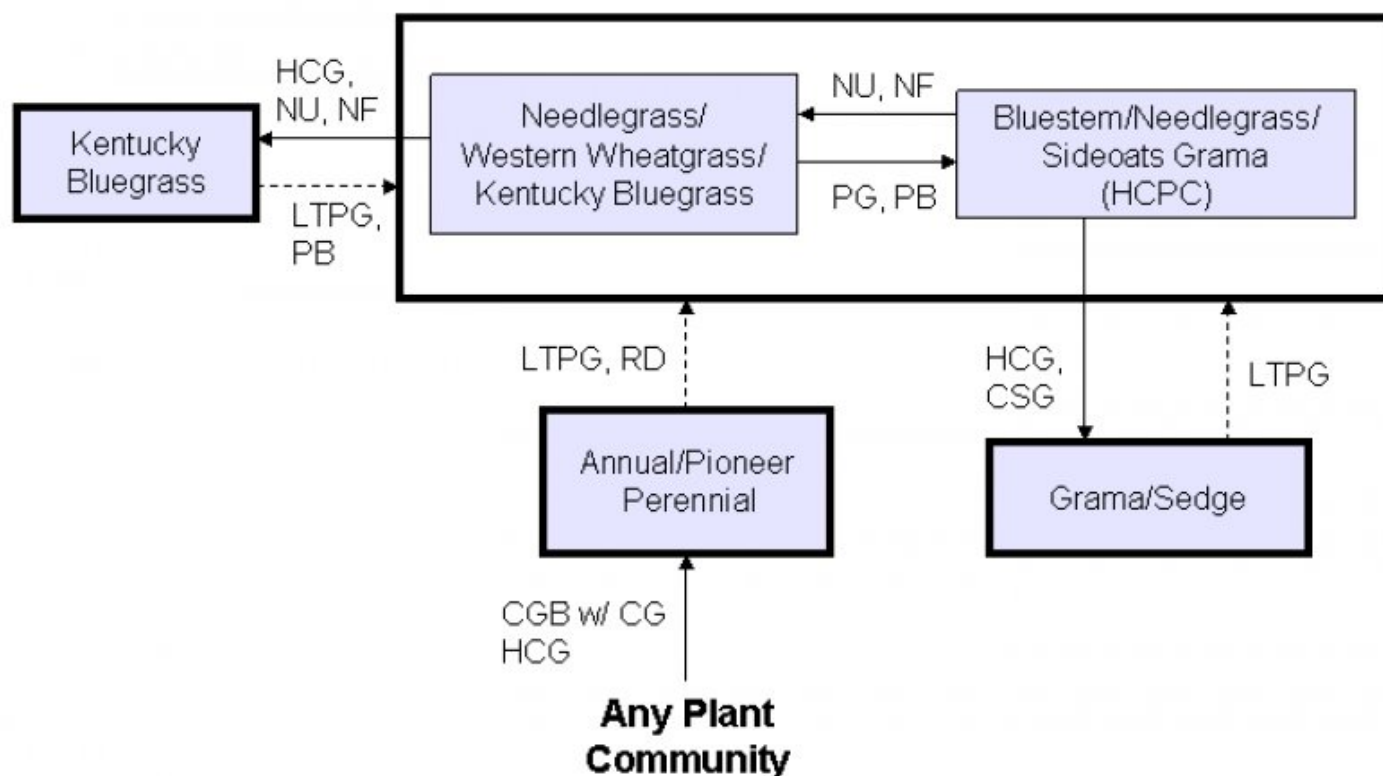 HCG,
NU, NF
Kentucky
Bluegrass
LTPG,
PB
Needlegrass/
Western Wheatgrass/
Kentucky Bluegrass
NU, NF
PG, PB
Bluestem/Needlegrass/
Sideoats Grama
(HCPC)
LTPG, RD
HCG,
CSG
LTPG
Annual/Pioneer
Perennial
Grama/Sedge
CGB w/ CG
HCG
Any Plant
Community